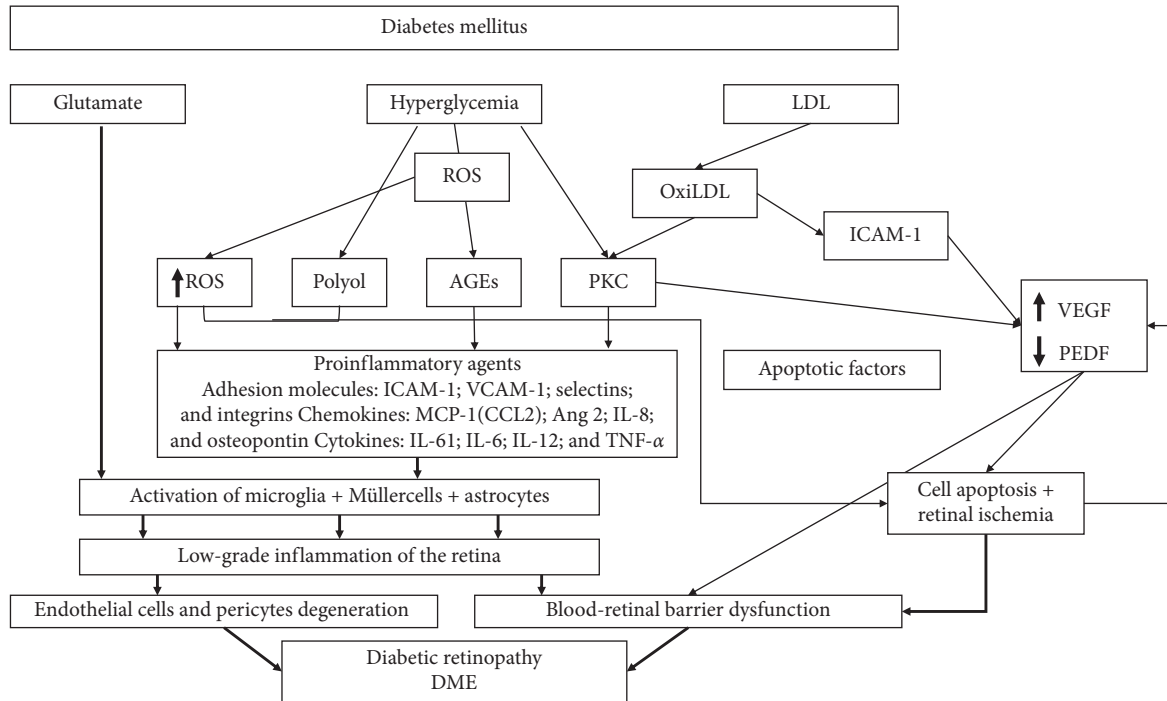 Diabetes mellitus
Glutamate
Hyperglycemia
LDL
ROS
OxiLDL
ICAM-1
ROS
Polyol
AGEs
PKC
VEGF
PEDF
Proinflammatory agents
Adhesion molecules: ICAM-1; VCAM-1; selectins;
and integrins Chemokines: MCP-1(CCL2); Ang 2; IL-8;
and osteopontin Cytokines: IL-61; IL-6; IL-12; and TNF-α
Apoptotic factors
Activation of microglia + Müllercells + astrocytes
Cell apoptosis +
retinal ischemia
Low-grade inflammation of the retina
Endothelial cells and pericytes degeneration
Blood-retinal barrier dysfunction
Diabetic retinopathy
DME